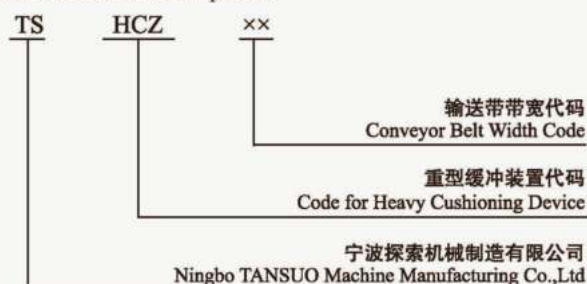 TS HCZ ××
输送带带宽代码
Conveyor Belt Width Code
重型缓冲装置代码
Code for Heavy Cushioning Device
宁波探索机械制造有限公司
Ningbo TANSUO Machine Manufacturing Co.,Ltd